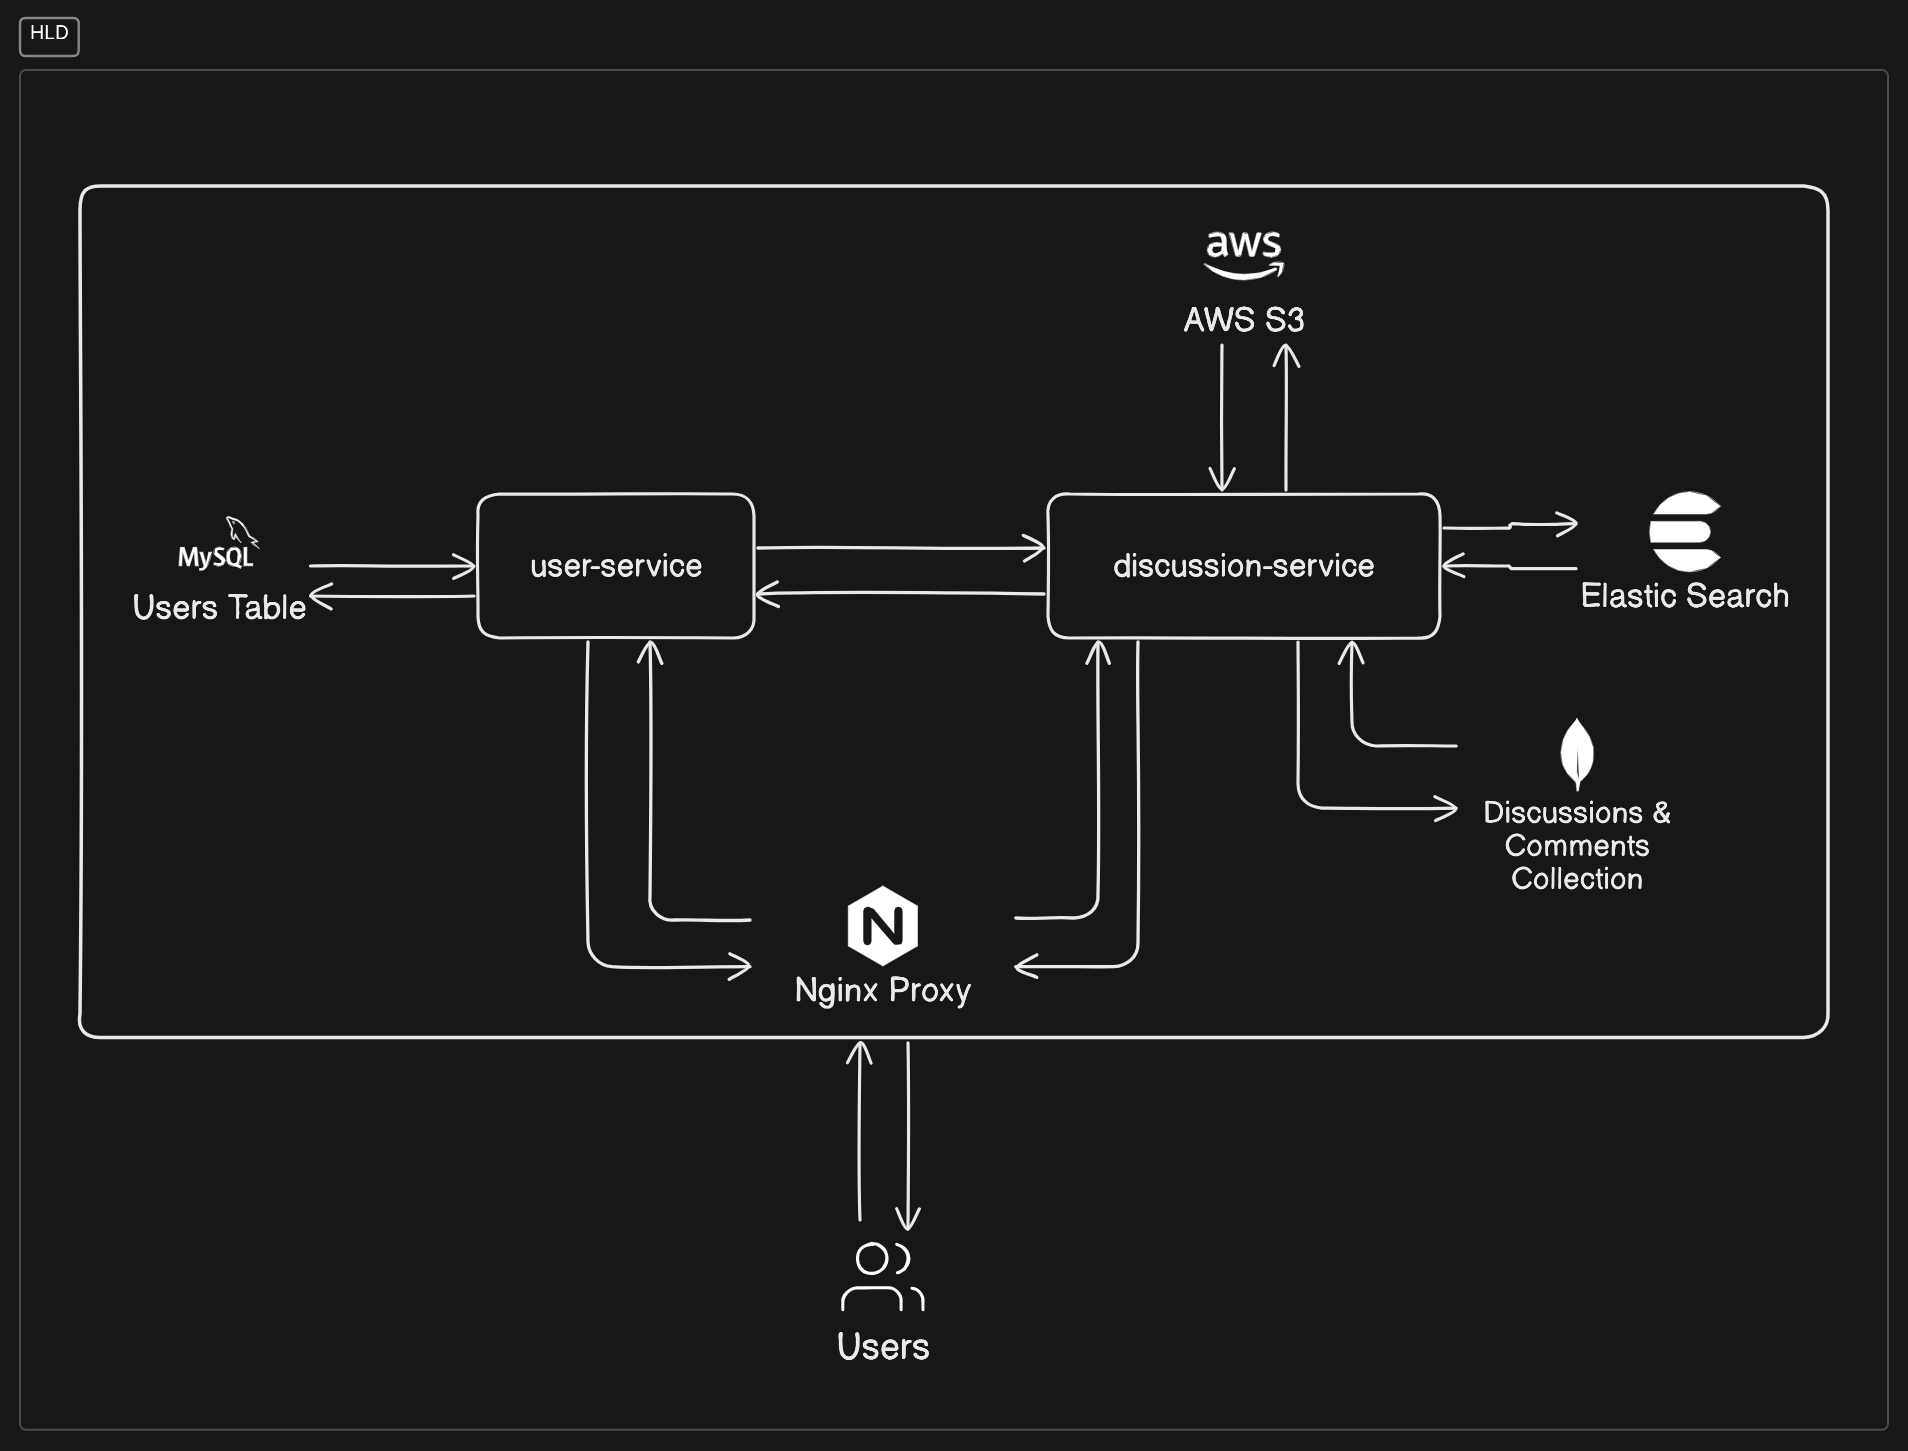 HLD
aws
AWS S3
MySQL
Users Table
user-service
discussion-service
Elastic Search
Discussions &
Comments
Collection
N
Nginx Proxy
Users